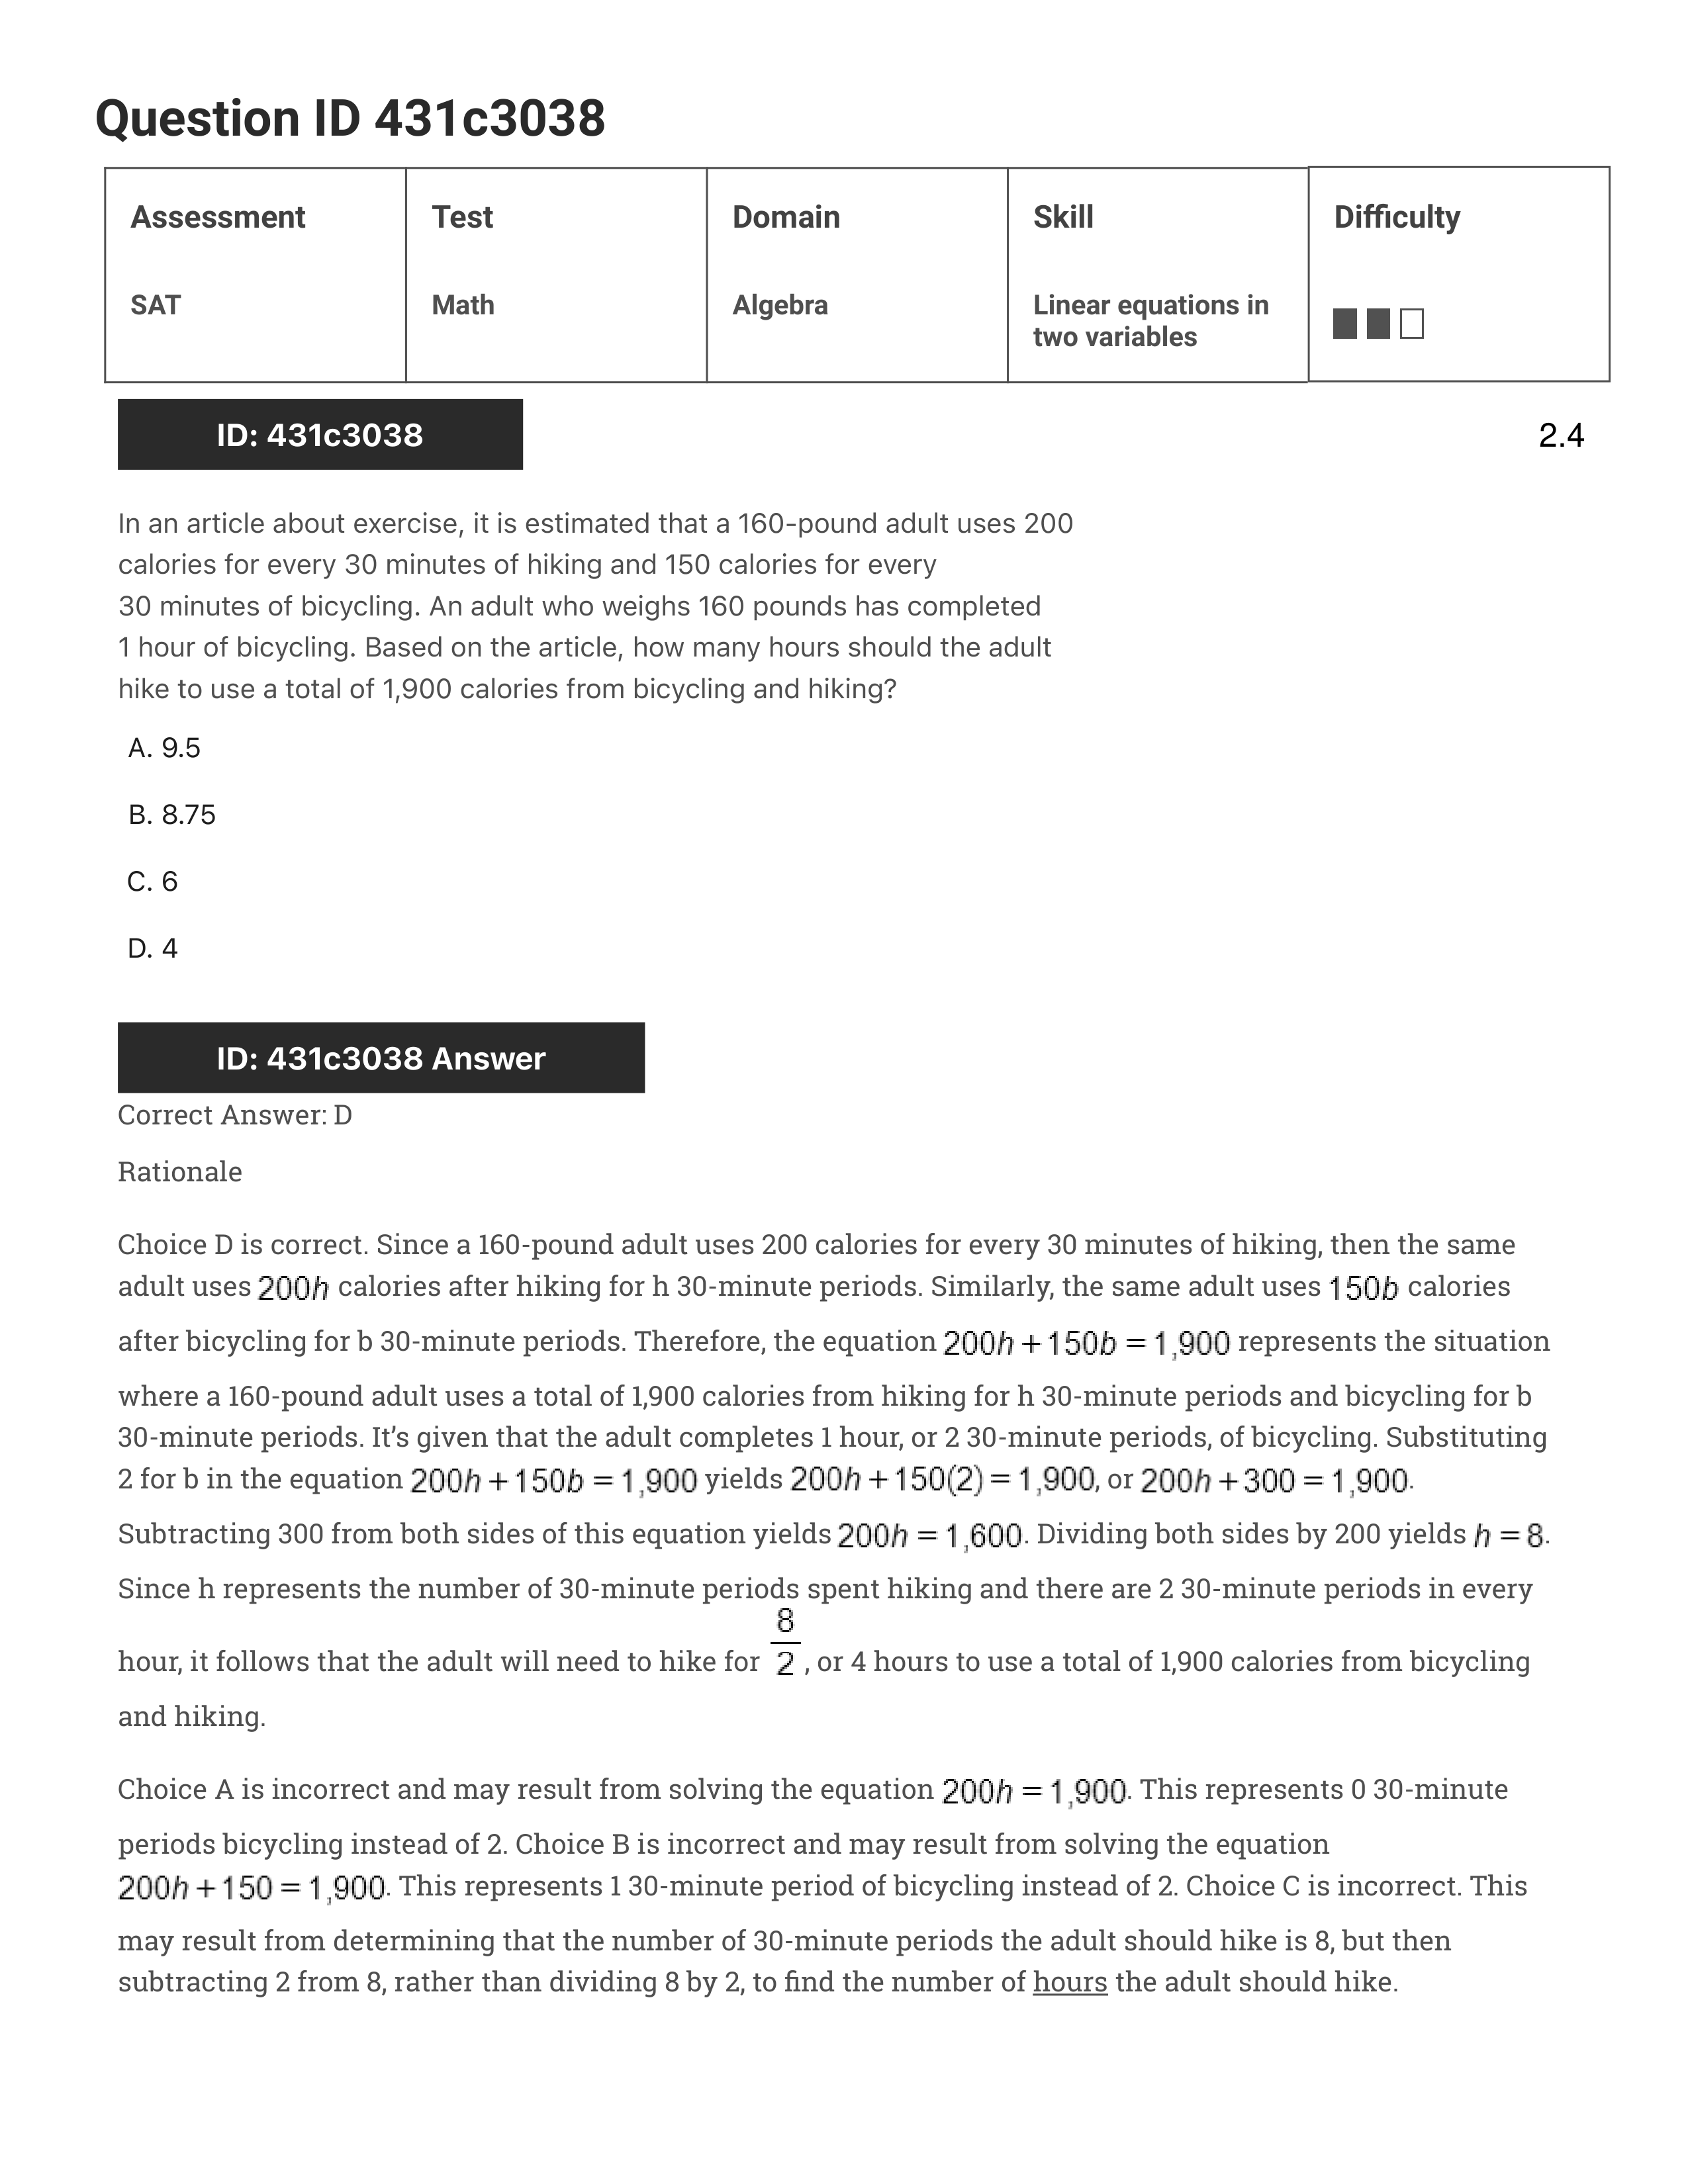 Question ID 431c3038
Assessment
Test
Domain
Skill
Difficulty
SAT
Math
Algebra
Linear equations in
two variables
ID: 431c3038
2.4
In an article about exercise, it is estimated that a 160-pound adult uses 200
calories for every 30 minutes of hiking and 150 calories for every
30 minutes of bicycling. An adult who weighs 160 pounds has completed
1 hour of bicycling. Based on the article, how many hours should the adult
hike to use a total of 1,900 calories from bicycling and hiking?
A. 9.5
B. 8.75
C. 6
D. 4
ID: 431c3038 Answer
Correct Answer: D
Rationale
Choice D is correct. Since a 160-pound adult uses 200 calories for every 30 minutes of hiking, then the same
adult uses 200h calories after hiking for h 30-minute periods. Similarly, the same adult uses 150b calories
after bicycling for b 30-minute periods. Therefore, the equation 200h + 150b = 1,900 represents the situation
where a 160-pound adult uses a total of 1,900 calories from hiking for h 30-minute periods and bicycling for b
30-minute periods. It’s given that the adult completes 1 hour, or 2 30-minute periods, of bicycling. Substituting
2 for b in the equation 200h + 150b = 1,900 yields 200h + 150(2) = 1,900, or 200h + 300 = 1,900.
Subtracting 300 from both sides of this equation yields 200h = 1,600. Dividing both sides by 200 yields h = 8.
Since h represents the number of 30-minute periods spent hiking and there are 2 30-minute periods in every
hour, it follows that the adult will need to hike for 8/2, or 4 hours to use a total of 1,900 calories from bicycling
and hiking.
Choice A is incorrect and may result from solving the equation 200h = 1,900. This represents 0 30-minute
periods bicycling instead of 2. Choice B is incorrect and may result from solving the equation
200h + 150 = 1,900. This represents 1 30-minute period of bicycling instead of 2. Choice C is incorrect. This
may result from determining that the number of 30-minute periods the adult should hike is 8, but then
subtracting 2 from 8, rather than dividing 8 by 2, to find the number of hours the adult should hike.